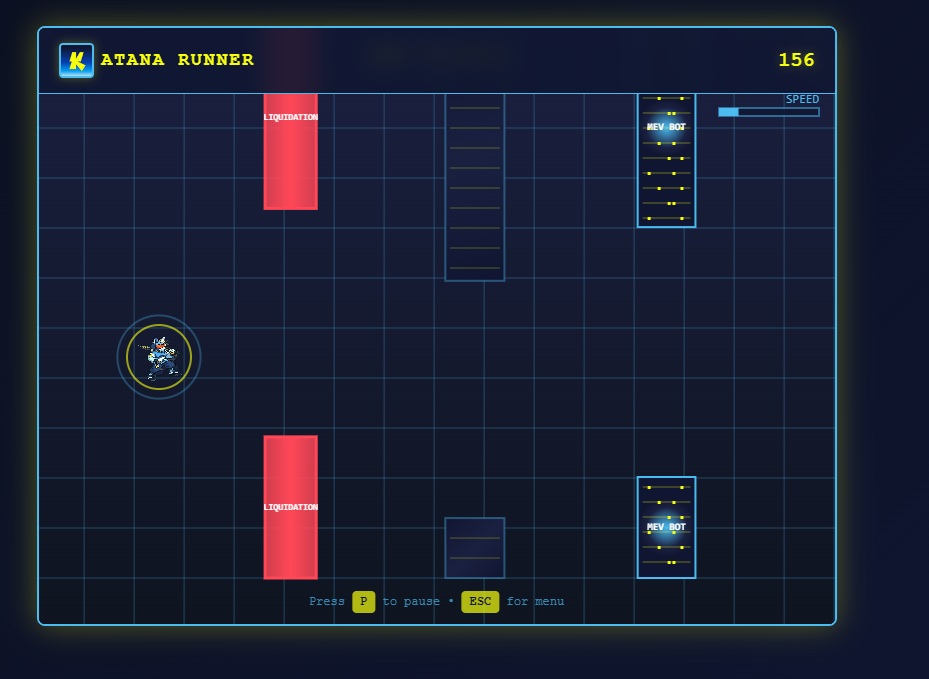 K ATANA RUNNER
156
SPEED
LIQUIDATION
MEV BOT
LIQUIDATION
MEV BOT
Press P to pause • ESC for menu